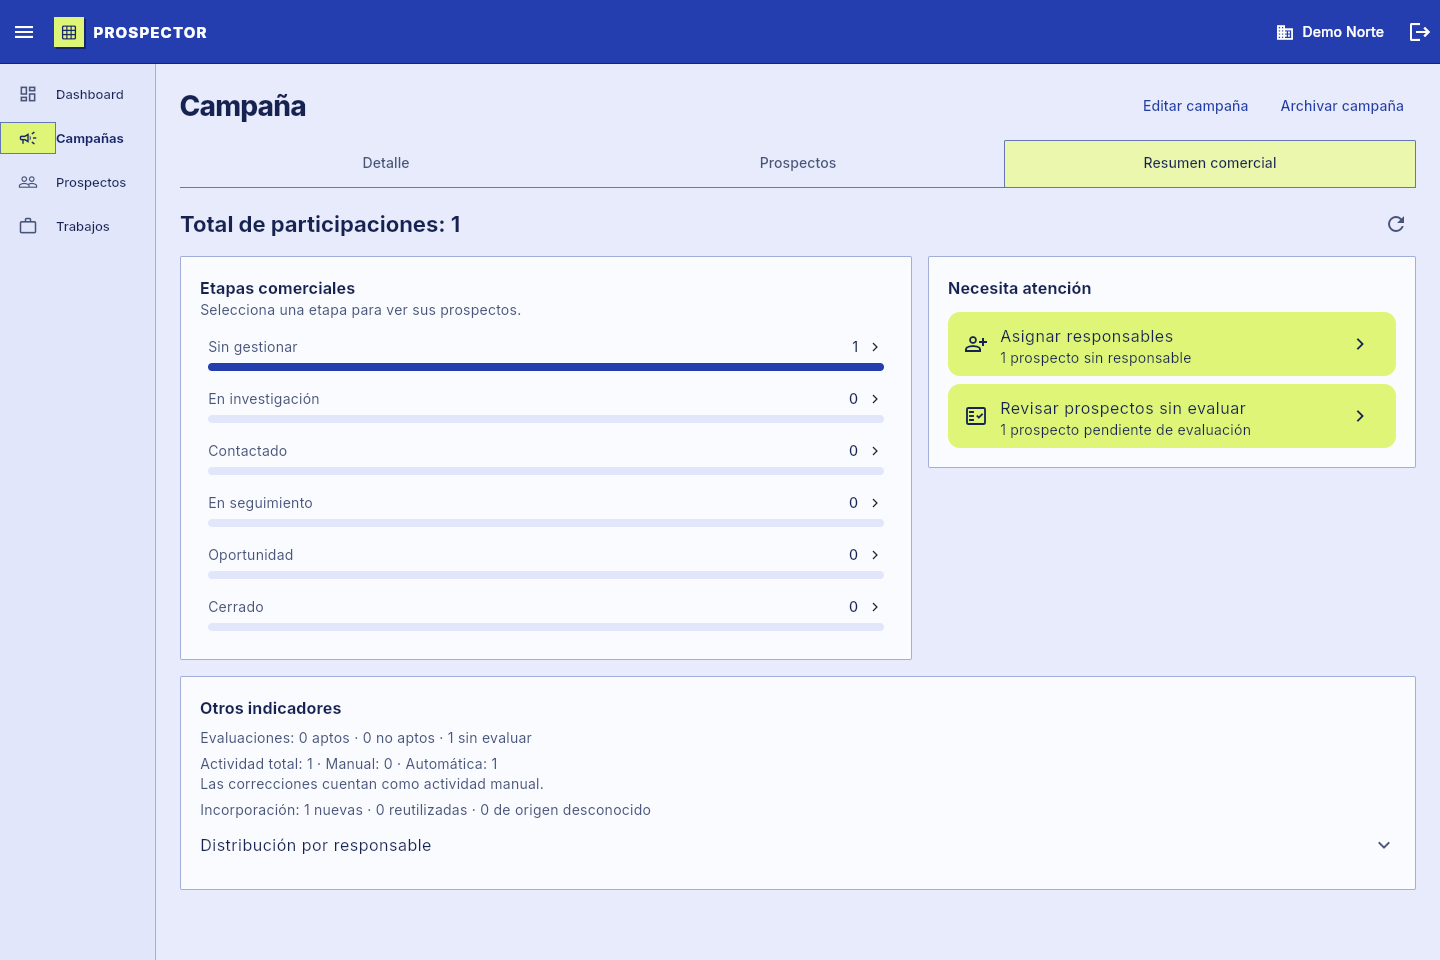 PROSPECTOR
Demo Norte
Dashboard
Campañas
Prospectos
Trabajos
Campaña
Editar campaña
Archivar campaña
Detalle
Prospectos
Resumen comercial
Total de participaciones: 1
Etapas comerciales
Selecciona una etapa para ver sus prospectos.
Sin gestionar 1
En investigación 0
Contactado 0
En seguimiento 0
Oportunidad 0
Cerrado 0
Necesita atención
Asignar responsables
1 prospecto sin responsable
Revisar prospectos sin evaluar
1 prospecto pendiente de evaluación
Otros indicadores
Evaluaciones: 0 aptos · 0 no aptos · 1 sin evaluar
Actividad total: 1 · Manual: 0 · Automática: 1
Las correcciones cuentan como actividad manual.
Incorporación: 1 nuevas · 0 reutilizadas · 0 de origen desconocido
Distribución por responsable